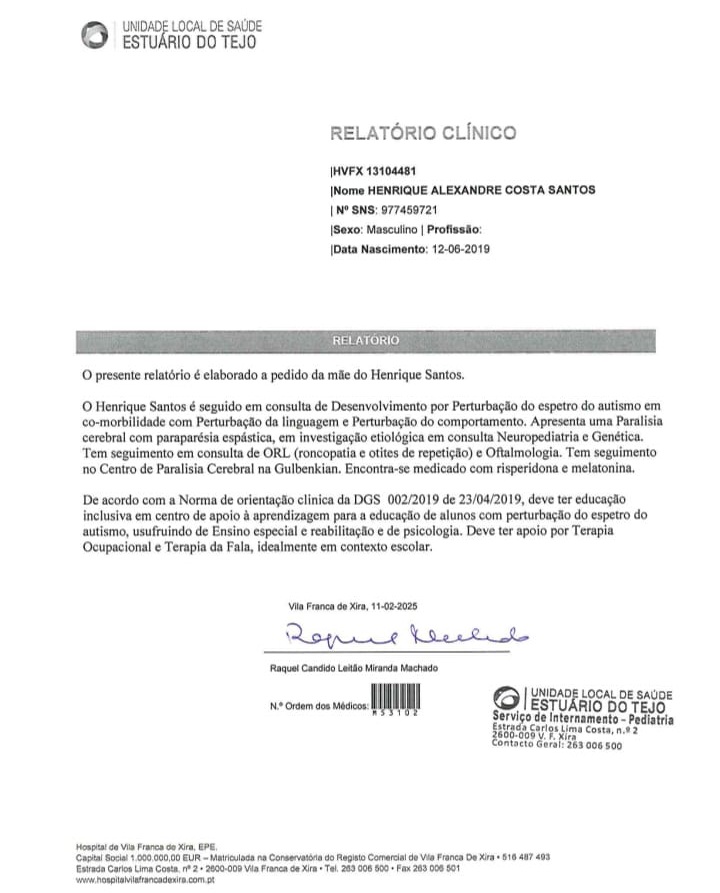 UNIDADE LOCAL DE SAÚDE
ESTUÁRIO DO TEJO
RELATÓRIO CLÍNICO
|HVFX 13104481
|Nome HENRIQUE ALEXANDRE COSTA SANTOS
| Nº SNS: 977459721
|Sexo: Masculino | Profissão:
|Data Nascimento: 12-06-2019
RELATÓRIO
O presente relatório é elaborado a pedido da mãe do Henrique Santos.
O Henrique Santos é seguido em consulta de Desenvolvimento por Perturbação do espetro do autismo em
co-morbilidade com Perturbação da linguagem e Perturbação do comportamento. Apresenta uma Paralisia
cerebral com paraparésia espástica, em investigação etiológica em consulta Neuropediatria e Genética.
Tem seguimento em consulta de ORL (roncopatia e otites de repetição) e Oftalmologia. Tem seguimento
no Centro de Paralisia Cerebral na Gulbenkian. Encontra-se medicado com risperidona e melatonina.
De acordo com a Norma de orientação clinica da DGS 002/2019 de 23/04/2019, deve ter educação
inclusiva em centro de apoio à aprendizagem para a educação de alunos com perturbação do espetro do
autismo, usufruindo de Ensino especial e reabilitação e de psicologia. Deve ter apoio por Terapia
Ocupacional e Terapia da Fala, idealmente em contexto escolar.
Vila Franca de Xira, 11-02-2025
Raquel Machado
Raquel Candido Leitão Miranda Machado
N.º Ordem dos Médicos:
M53102
UNIDADE LOCAL DE SAÚDE
ESTUÁRIO DO TEJO
Serviço de Internamento – Pediatria
Estrada Carlos Lima Costa, n.º 2
2600-009 V. F. Xira
Contacto Geral: 263 006 500
Hospital de Vila Franca de Xira, EPE.
Capital Social 1.000.000,00 EUR – Matriculada na Conservatória do Registo Comercial de Vila Franca De Xira • 516 487 493
Estrada Carlos Lima Costa, nº 2 • 2600-009 Vila Franca de Xira • Tel. 263 006 500 • Fax 263 006 501
www.hospitalvilafrancadexira.com.pt